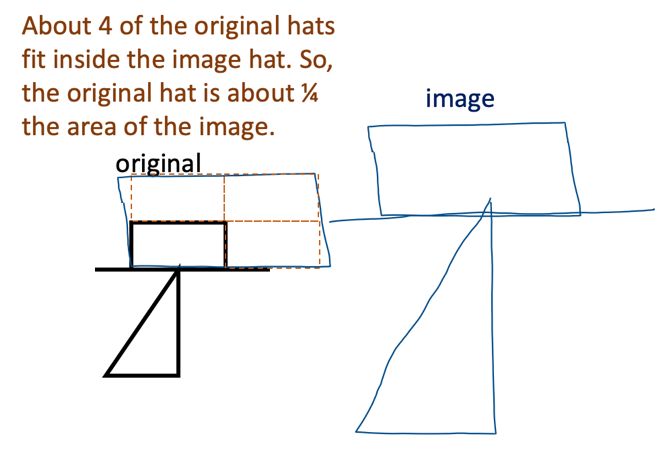 About 4 of the original hats
fit inside the image hat. So,
the original hat is about ¼
the area of the image.
image
original